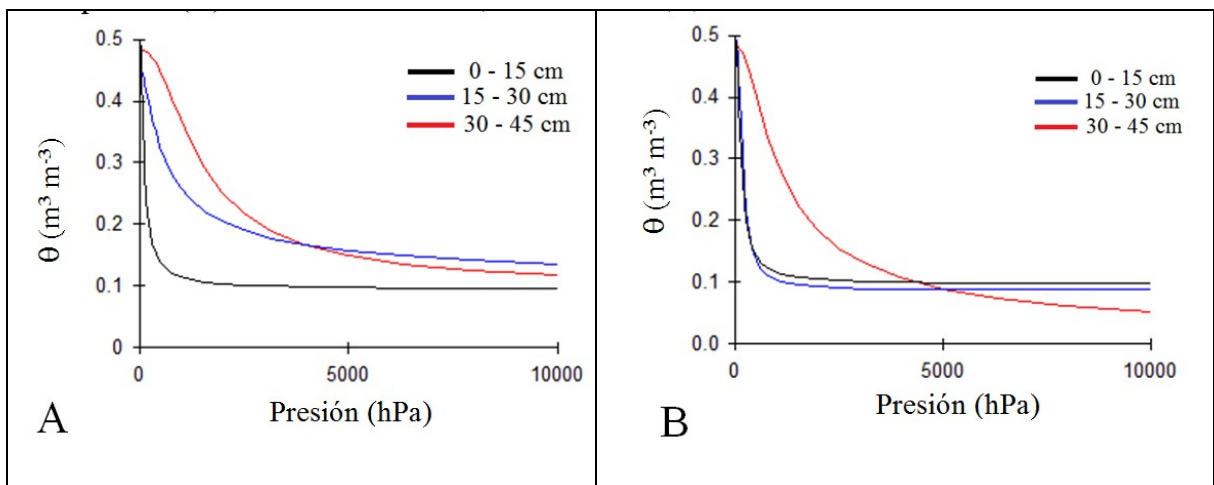 0.5
0.4
0.3
0.2
0.1
0
θ (m³ m⁻³)
0 - 15 cm
15 - 30 cm
30 - 45 cm
0 5000 10000
Presión (hPa)
A
0.5
0.4
0.3
0.2
0.1
0.0
θ (m³ m⁻³)
0 - 15 cm
15 - 30 cm
30 - 45 cm
0 5000 10000
Presión (hPa)
B